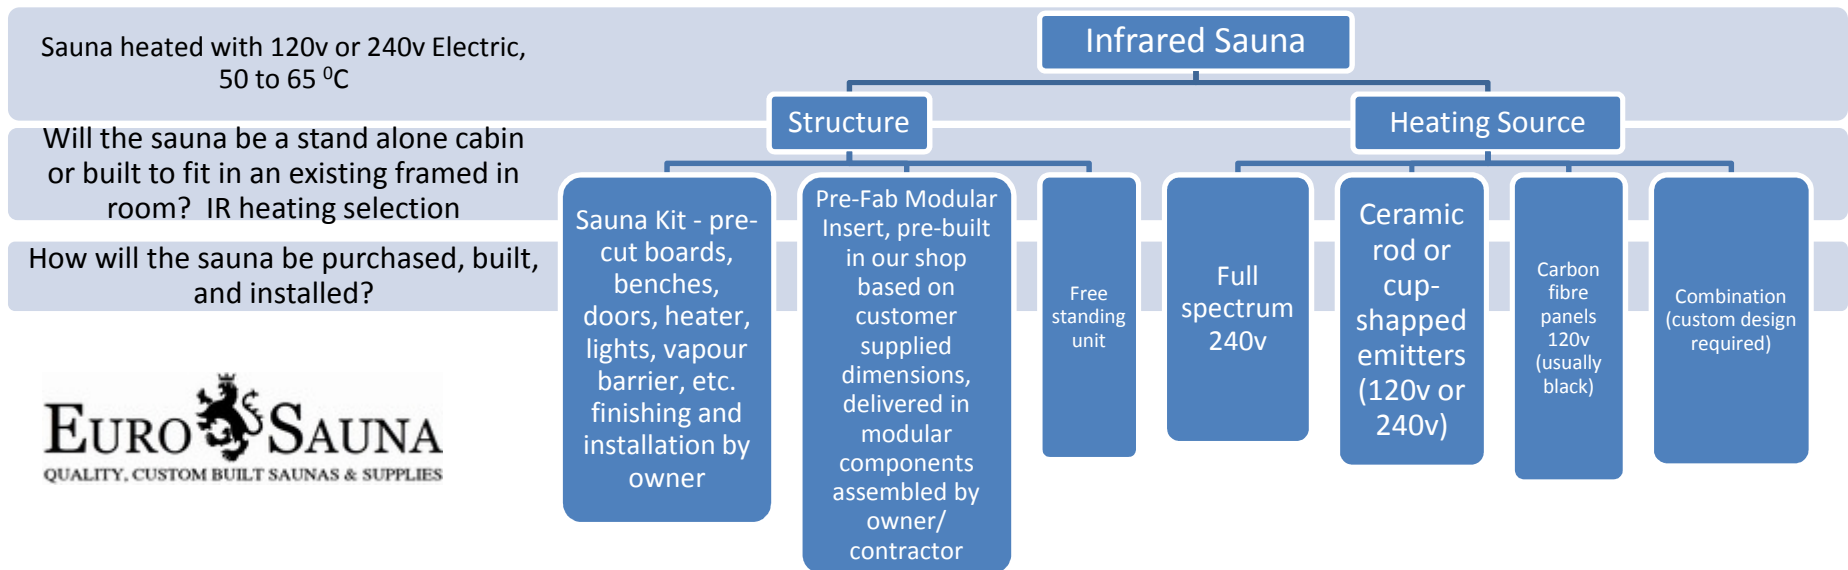 Sauna heated with 120v or 240v Electric,
50 to 65 ⁰C
Will the sauna be a stand alone cabin
or built to fit in an existing framed in
room?  IR heating selection
How will the sauna be purchased, built,
and installed?
EURO SAUNA
QUALITY, CUSTOM BUILT SAUNAS & SUPPLIES
Infrared Sauna
Structure
Heating Source
Sauna Kit - pre-
cut boards,
benches,
doors, heater,
lights, vapour
barrier, etc.
finishing and
installation by
owner
Pre-Fab Modular
Insert, pre-built
in our shop
based on
customer
supplied
dimensions,
delivered in
modular
components
assembled by
owner/
contractor
Free
standing
unit
Full
spectrum
240v
Ceramic
rod or
cup-
shapped
emitters
(120v or
240v)
Carbon
fibre
panels
120v
(usually
black)
Combination
(custom design
required)